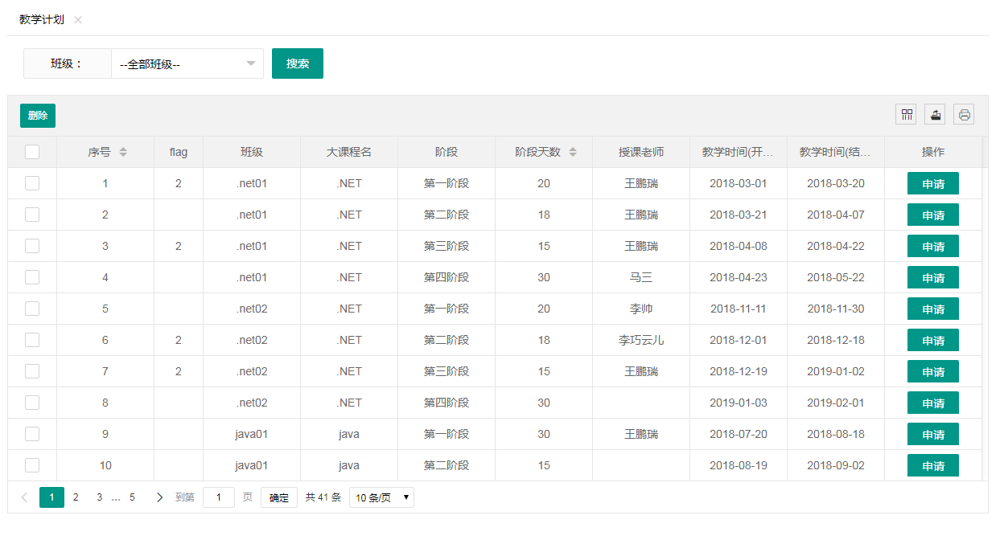 教学计划
班级： --全部班级-- 搜索
删除
序号 flag 班级 大课程名 阶段 阶段天数 授课老师 教学时间(开... 教学时间(结... 操作
1 2 .net01 .NET 第一阶段 20 王鹏瑞 2018-03-01 2018-03-20 申请
2 .net01 .NET 第二阶段 18 王鹏瑞 2018-03-21 2018-04-07 申请
3 2 .net01 .NET 第三阶段 15 王鹏瑞 2018-04-08 2018-04-22 申请
4 .net01 .NET 第四阶段 30 马三 2018-04-23 2018-05-22 申请
5 .net02 .NET 第一阶段 20 李帅 2018-11-11 2018-11-30 申请
6 2 .net02 .NET 第二阶段 18 李巧云儿 2018-12-01 2018-12-18 申请
7 2 .net02 .NET 第三阶段 15 王鹏瑞 2018-12-19 2019-01-02 申请
8 .net02 .NET 第四阶段 30 2019-01-03 2019-02-01 申请
9 java01 java 第一阶段 30 王鹏瑞 2018-07-20 2018-08-18 申请
10 java01 java 第二阶段 15 2018-08-19 2018-09-02 申请
1 2 3 ... 5 到第 1 页 确定 共 41 条 10 条/页